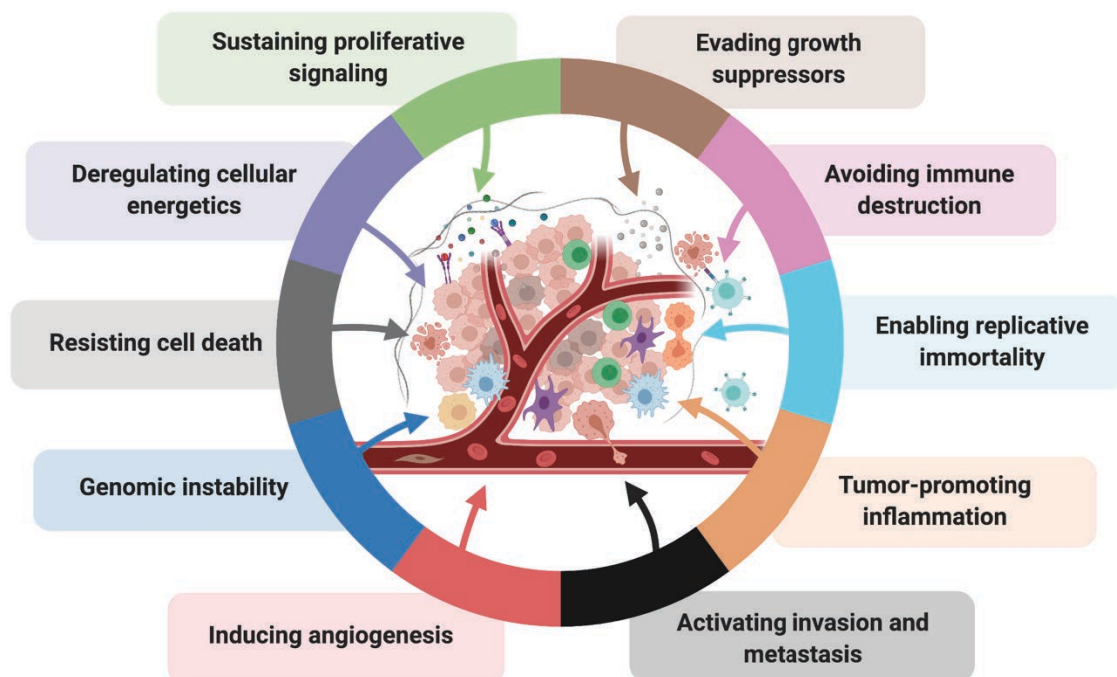 Sustaining proliferative
signaling
Evading growth
suppressors
Deregulating cellular
energetics
Avoiding immune
destruction
Resisting cell death
Enabling replicative
immortality
Genomic instability
Tumor-promoting
inflammation
Inducing angiogenesis
Activating invasion and
metastasis